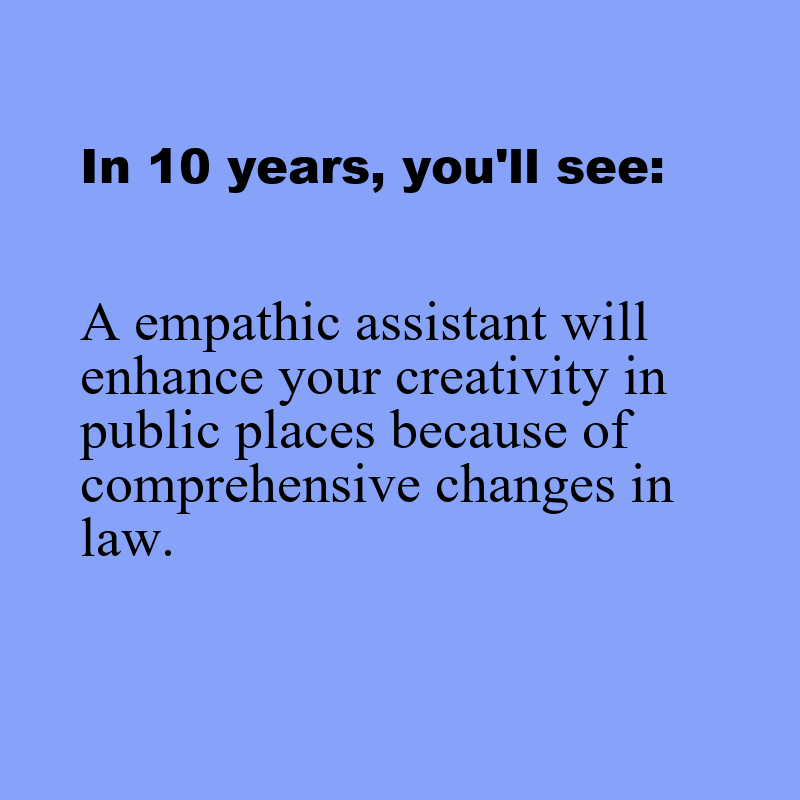 In 10 years, you'll see:
A empathic assistant will
enhance your creativity in
public places because of
comprehensive changes in
law.